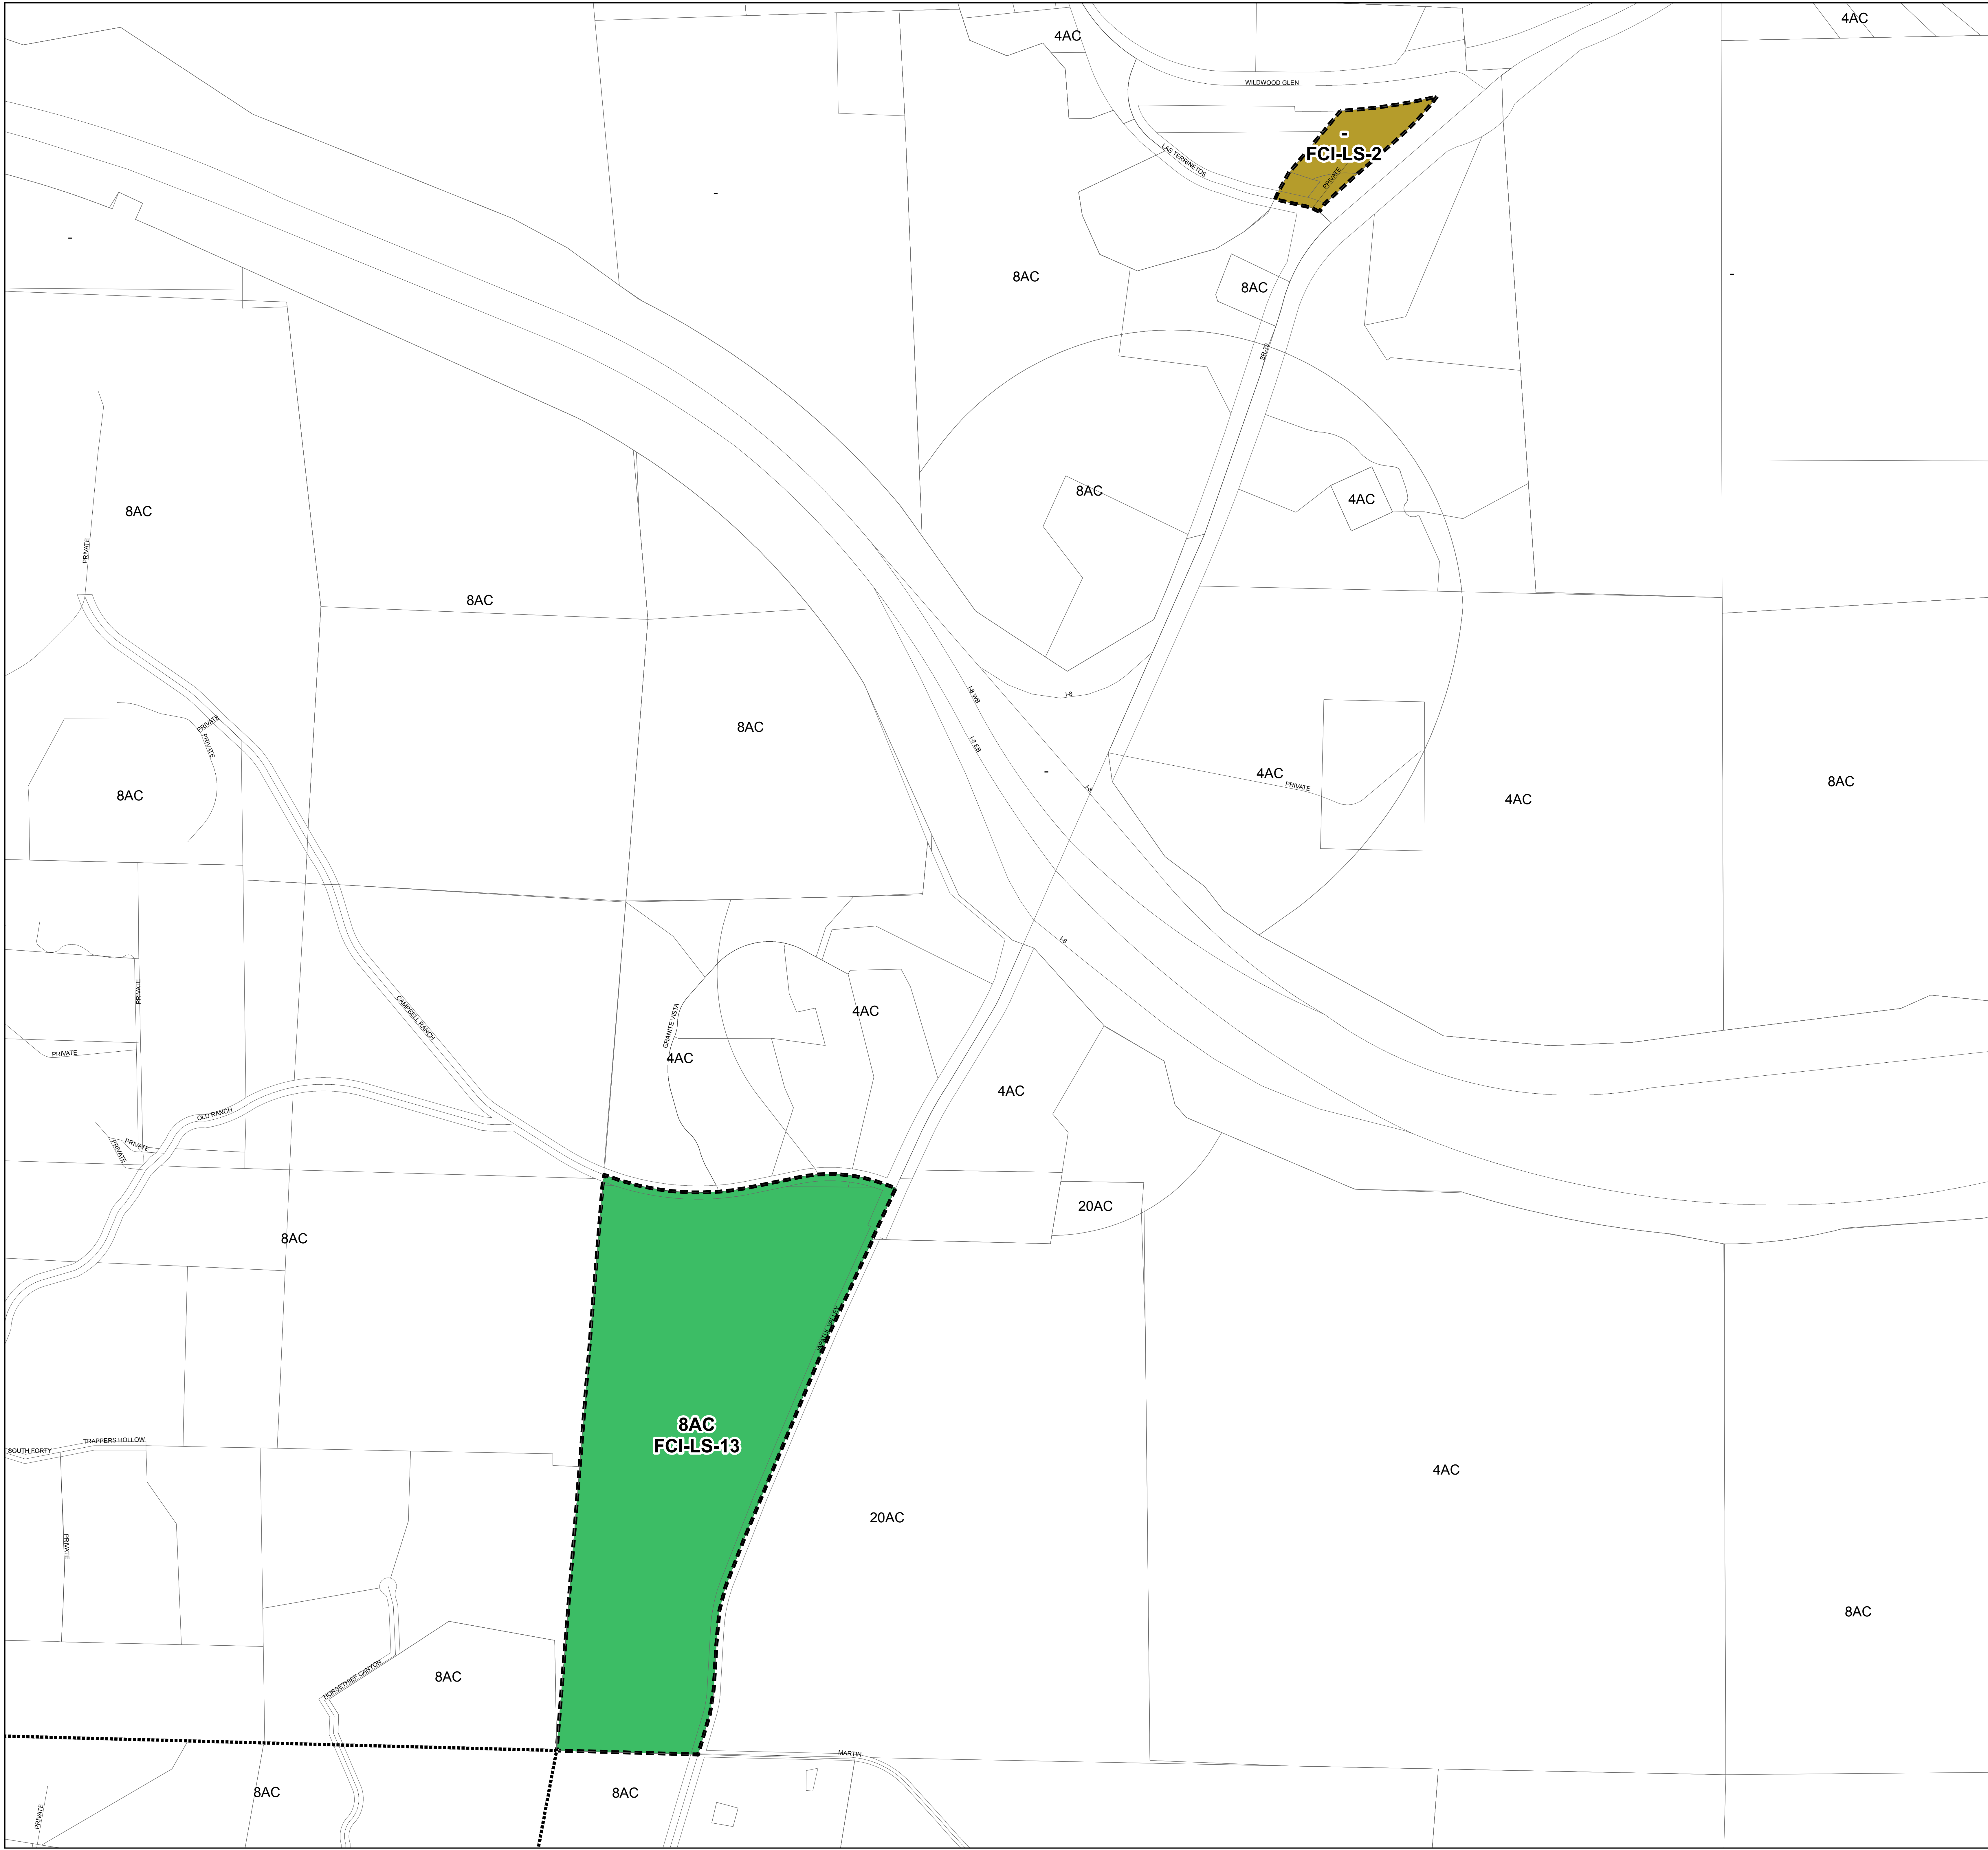 4AC
4AC
WILDWOOD GLEN
-
FCI-LS-2
PRIVATE
LAS TERRINETOS
-
-
-
8AC
8AC
SR-79
8AC
4AC
8AC
PRIVATE
8AC
I-8 WB
I-8
PRIVATE
PRIVATE
8AC
I-8 EB
-
I-8
4AC
PRIVATE
4AC
8AC
8AC
I-8
PRIVATE
CAMPBELL RANCH
GRANITE VISTA
4AC
4AC
PRIVATE
4AC
OLD RANCH
PRIVATE
PRIVATE
20AC
8AC
JAPATUL VALLEY
8AC
FCI-LS-13
TRAPPERS HOLLOW
SOUTH FORTY
4AC
20AC
PRIVATE
8AC
HORSETHIEF CANYON
8AC
MARTIN
8AC
8AC
PRIVATE